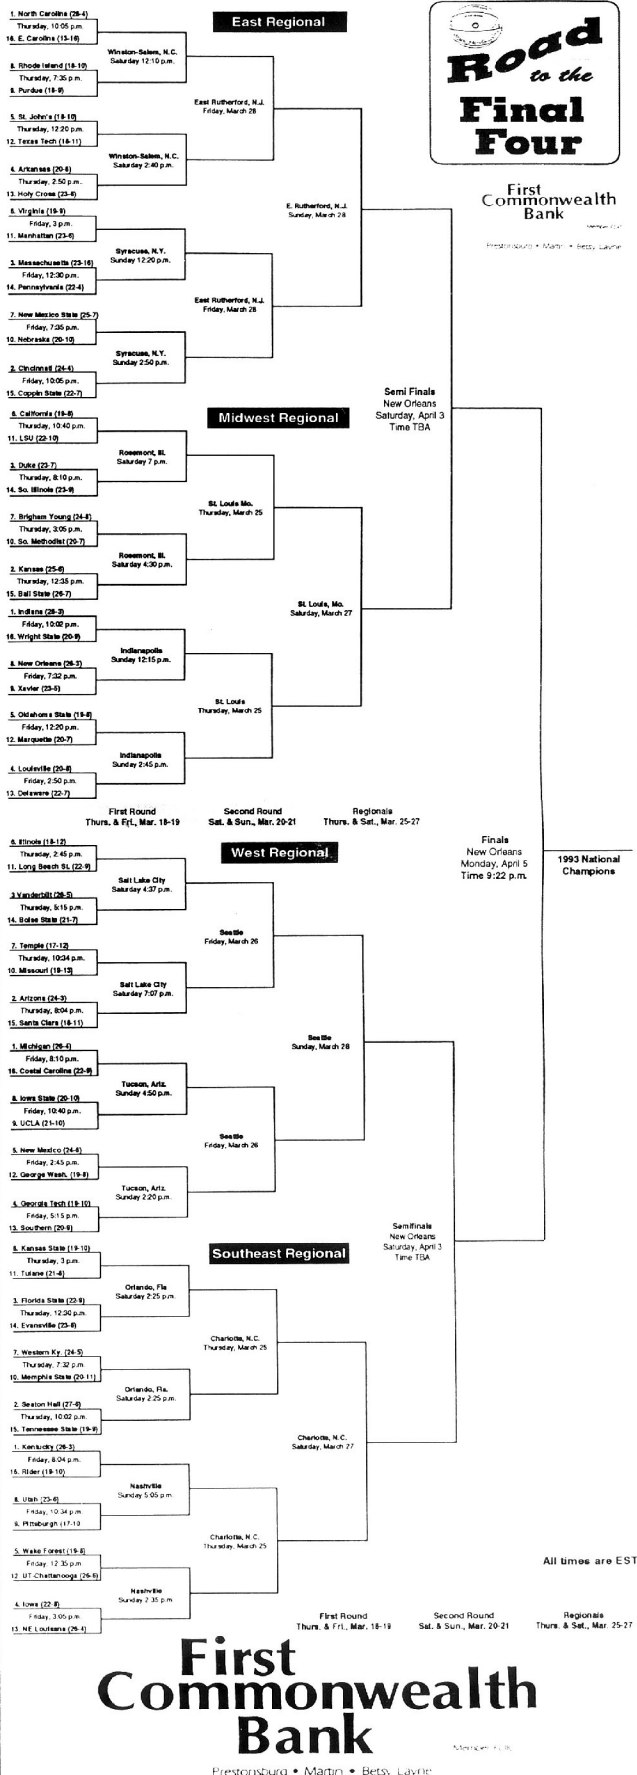 East Regional
Road
to the
Final
Four
First
Commonwealth
Bank
Prestonsburg • Martin • Betsy Layne
1. North Carolina (28-4)
Thursday, 10:05 p.m.
16. E. Carolina (13-16)
Winston-Salem, N.C.
Saturday 12:10 p.m.
8. Rhode Island (18-10)
Thursday, 7:35 p.m.
9. Purdue (18-9)
East Rutherford, N.J.
Friday, March 26
5. St. John's (18-10)
Thursday, 12:20 p.m.
12. Texas Tech (18-11)
Winston-Salem, N.C.
Saturday 2:40 p.m.
4. Arkansas (20-8)
Thursday, 2:50 p.m.
13. Holy Cross (23-6)
E. Rutherford, N.J.
Sunday, March 28
6. Virginia (19-9)
Friday, 3 p.m.
11. Manhattan (23-6)
Syracuse, N.Y.
Sunday 12:20 p.m.
3. Massachusetts (23-16)
Friday, 12:30 p.m.
14. Pennsylvania (22-4)
East Rutherford, N.J.
Friday, March 26
7. New Mexico State (25-7)
Friday, 7:35 p.m.
10. Nebraska (20-10)
Syracuse, N.Y.
Sunday 2:50 p.m.
2. Cincinnati (24-4)
Friday, 10:05 p.m.
15. Coppin State (22-7)
Semi Finals
New Orleans
Saturday, April 3
Time TBA
Midwest Regional
6. California (19-8)
Thursday, 10:40 p.m.
11. LSU (22-10)
Rosemont, Ill.
Saturday 7 p.m.
3. Duke (23-7)
Thursday, 8:10 p.m.
14. So. Illinois (23-9)
St. Louis Mo.
Thursday, March 25
7. Brigham Young (24-8)
Thursday, 3:05 p.m.
10. So. Methodist (20-7)
Rosemont, Ill.
Saturday 4:30 p.m.
2. Kansas (25-6)
Thursday, 12:35 p.m.
15. Ball State (26-7)
St. Louis, Mo.
Saturday, March 27
1. Indiana (28-3)
Friday, 10:02 p.m.
16. Wright State (20-9)
Indianapolis
Sunday 12:15 p.m.
8. New Orleans (26-3)
Friday, 7:32 p.m.
9. Xavier (23-5)
St. Louis
Thursday, March 25
5. Oklahoma State (19-8)
Friday, 12:20 p.m.
12. Marquette (20-7)
Indianapolis
Sunday 2:45 p.m.
4. Louisville (20-8)
Friday, 2:50 p.m.
13. Delaware (22-7)
First Round
Thurs. & Fri., Mar. 18-19
Second Round
Sat. & Sun., Mar. 20-21
Regionals
Thurs. & Sat., Mar. 25-27
Finals
New Orleans
Monday, April 5
Time 9:22 p.m.
1993 National
Champions
West Regional
6. Illinois (18-12)
Thursday, 2:45 p.m.
11. Long Beach St. (22-9)
Salt Lake City
Saturday 4:37 p.m.
3 Vanderbilt (26-5)
Thursday, 5:15 p.m.
14. Boise State (21-7)
Seattle
Friday, March 26
7. Temple (17-12)
Thursday, 10:34 p.m.
10. Missouri (19-13)
Salt Lake City
Saturday 7:07 p.m.
2. Arizona (24-3)
Thursday, 8:04 p.m.
15. Santa Clara (18-11)
Seattle
Sunday, March 28
1. Michigan (26-4)
Friday, 8:10 p.m.
16. Costal Carolina (22-9)
Tucson, Ariz.
Sunday 4:50 p.m.
8. Iowa State (20-10)
Friday, 10:40 p.m.
9. UCLA (21-10)
Seattle
Friday, March 26
5. New Mexico (24-6)
Friday, 2:45 p.m.
12. George Wash. (19-8)
Tucson, Ariz.
Sunday 2:20 p.m.
4. Georgia Tech (19-10)
Friday, 5:15 p.m.
13. Southern (20-9)
Semifinals
New Orleans
Saturday, April 3
Time TBA
Southeast Regional
6. Kansas State (19-10)
Thursday, 3 p.m.
11. Tulane (21-8)
Orlando, Fla
Saturday 2:25 p.m.
3. Florida State (22-9)
Thursday, 12:30 p.m.
14. Evansville (23-6)
Charlotte, N.C.
Thursday, March 25
7. Western Ky. (24-5)
Thursday, 7:32 p.m.
10. Memphis State (20-11)
Orlando, Fla.
Saturday 2:25 p.m.
2. Seaton Hall (27-6)
Thursday, 10:02 p.m.
15. Tennessee State (19-9)
Charlotte, N.C.
Saturday, March 27
1. Kentucky (26-3)
Friday, 8:04 p.m.
16. Rider (19-10)
Nashville
Sunday 5:05 p.m.
8. Utah (23-6)
Friday, 10:34 p.m
9. Pittsburgh (17-10
Charlotte, N.C.
Thursday, March 25
5. Wake Forest (19-8)
Friday, 12:35 p.m
12. UT-Chattanooga (26-6)
Nashville
Sunday 2:35 p.m
4. Iowa (22-8)
Friday, 3:05 p.m.
13. NE Louisiana (26-4)
All times are EST
First Round
Thurs. & Fri., Mar. 18-19
Second Round
Sat. & Sun., Mar. 20-21
Regionals
Thurs. & Sat., Mar. 25-27
First
Commonwealth
Bank
Member FDIC
Prestonsburg • Martin • Betsy Layne